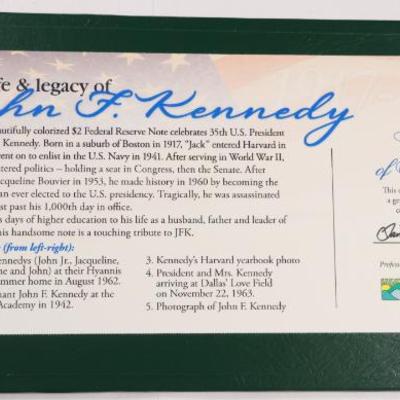 fe & legacy of
hn F. Kennedy
autifully colorized $2 Federal Reserve Note celebrates 35th U.S. President
Kennedy. Born in a suburb of Boston in 1917, "Jack" entered Harvard in
ent on to enlist in the U.S. Navy in 1941. After serving in World War II,
tered politics – holding a seat in Congress, then the Senate. After
cqueline Bouvier in 1953, he made history in 1960 by becoming the
an ever elected to the U.S. presidency. Tragically, he was assassinated
st past his 1,000th day in office.
s days of higher education to his life as a husband, father and leader of
his handsome note is a touching tribute to JFK.
(from left-right):
ennedys (John Jr., Jacqueline,
ne and John) at their Hyannis
mmer home in August 1962.
nant John F. Kennedy at the
Academy in 1942.
3. Kennedy's Harvard yearbook photo
4. President and Mrs. Kennedy
arriving at Dallas' Love Field
on November 22, 1963.
5. Photograph of John F. Kennedy
of
This
a g
me
Profes